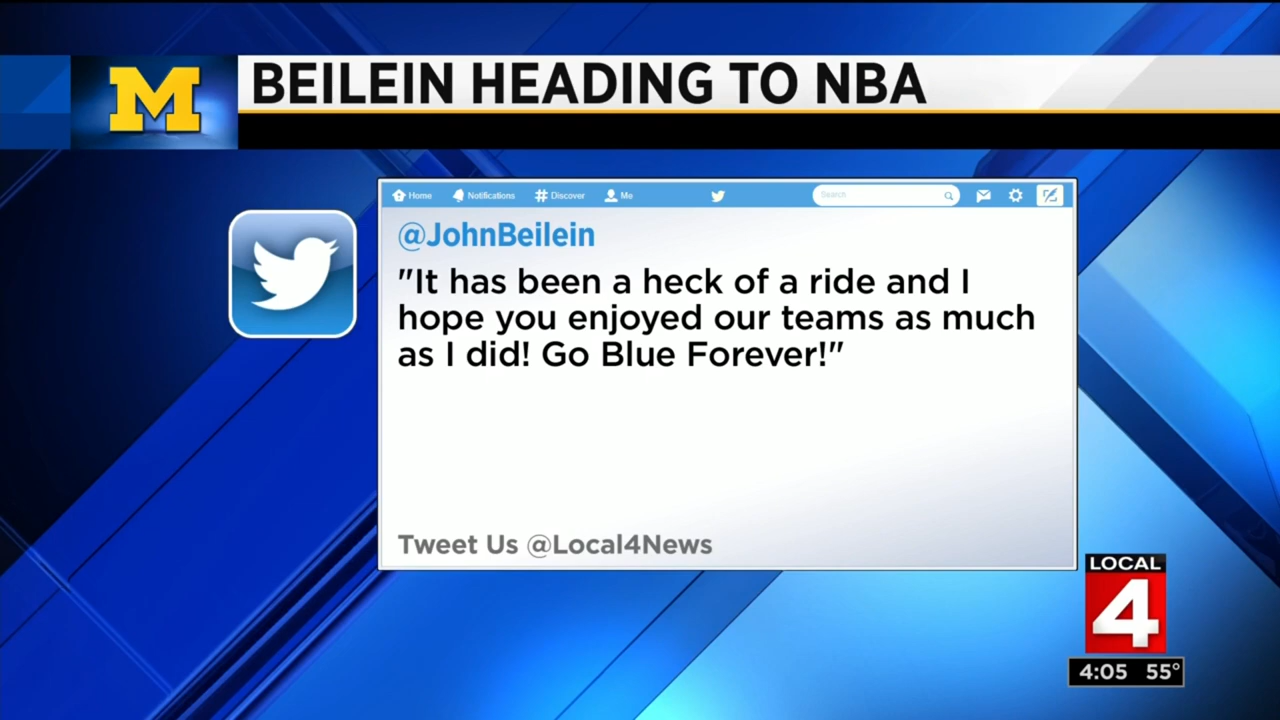 M
BEILEIN HEADING TO NBA
Home Notifications Discover Me Search
@JohnBeilein
"It has been a heck of a ride and I
hope you enjoyed our teams as much
as I did! Go Blue Forever!"
Tweet Us @Local4News
LOCAL
4
4:05 55°